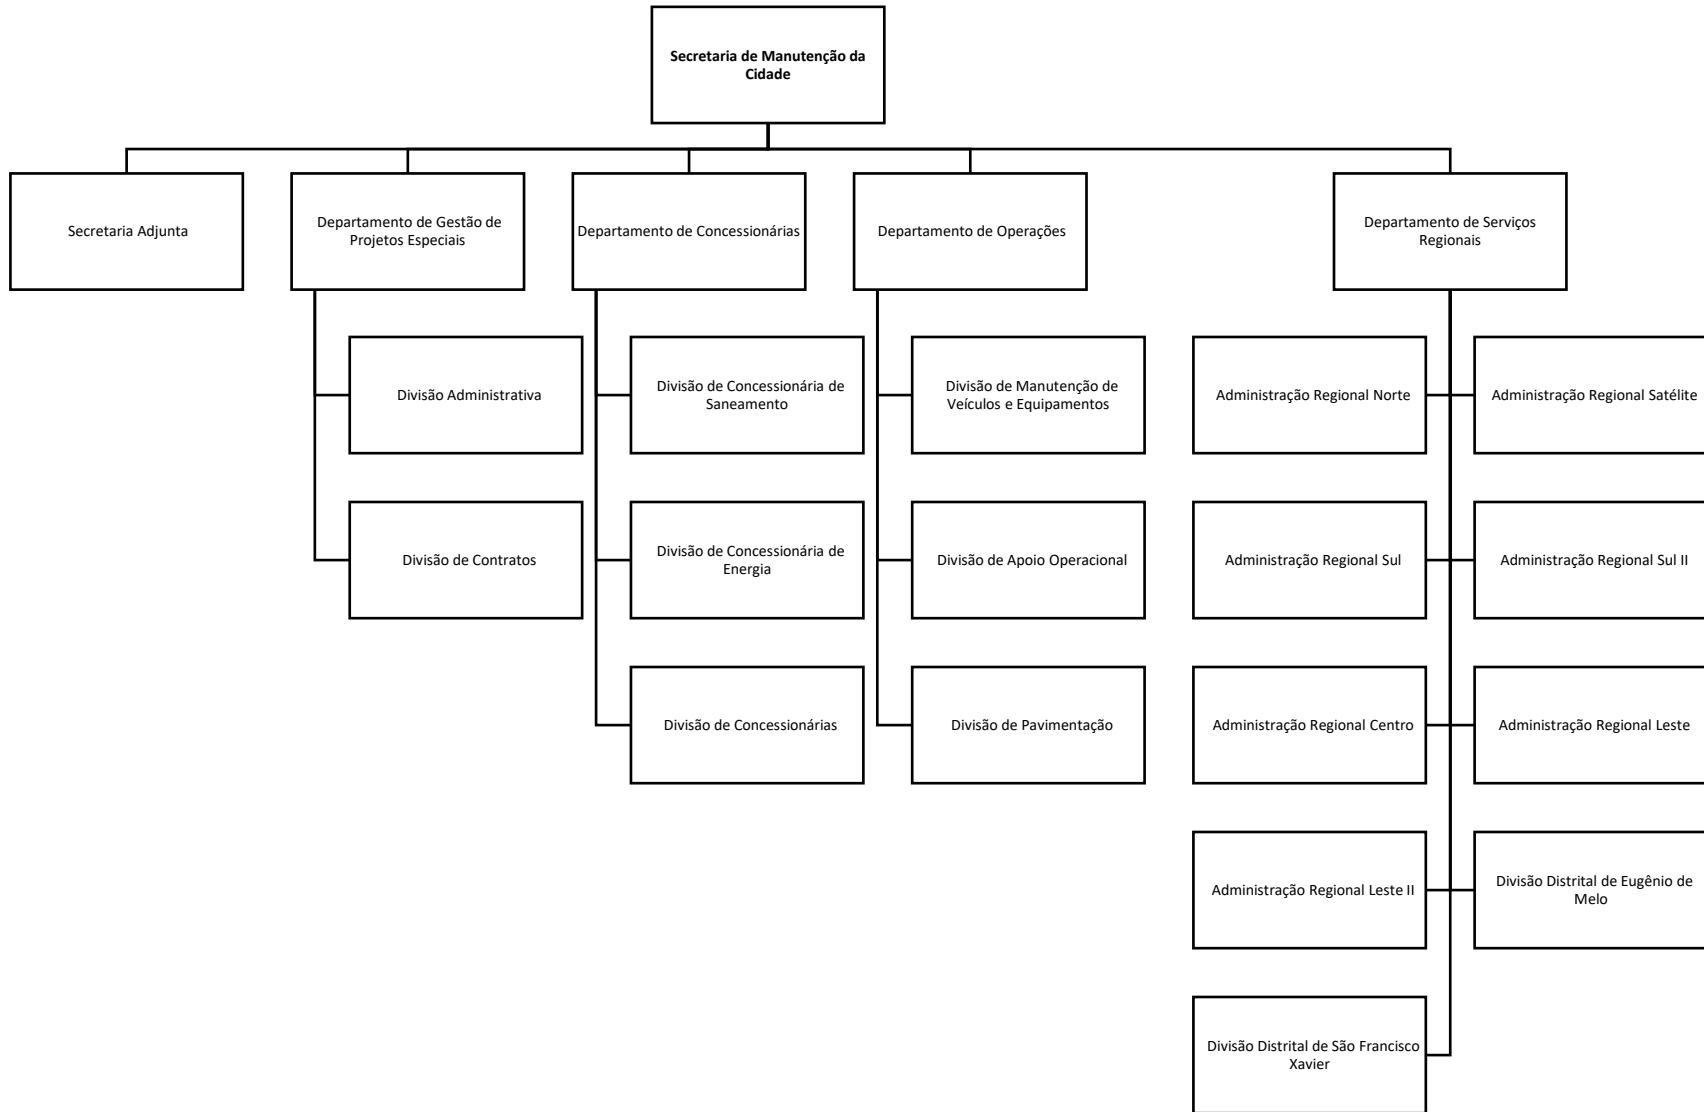 Secretaria de Manutenção da
Cidade
Secretaria Adjunta
Departamento de Gestão de
Projetos Especiais
Departamento de Concessionárias
Departamento de Operações
Departamento de Serviços
Regionais
Divisão Administrativa
Divisão de Concessionária de
Saneamento
Divisão de Manutenção de
Veículos e Equipamentos
Administração Regional Norte
Administração Regional Satélite
Divisão de Contratos
Divisão de Concessionária de
Energia
Divisão de Apoio Operacional
Administração Regional Sul
Administração Regional Sul II
Divisão de Concessionárias
Divisão de Pavimentação
Administração Regional Centro
Administração Regional Leste
Administração Regional Leste II
Divisão Distrital de Eugênio de
Melo
Divisão Distrital de São Francisco
Xavier